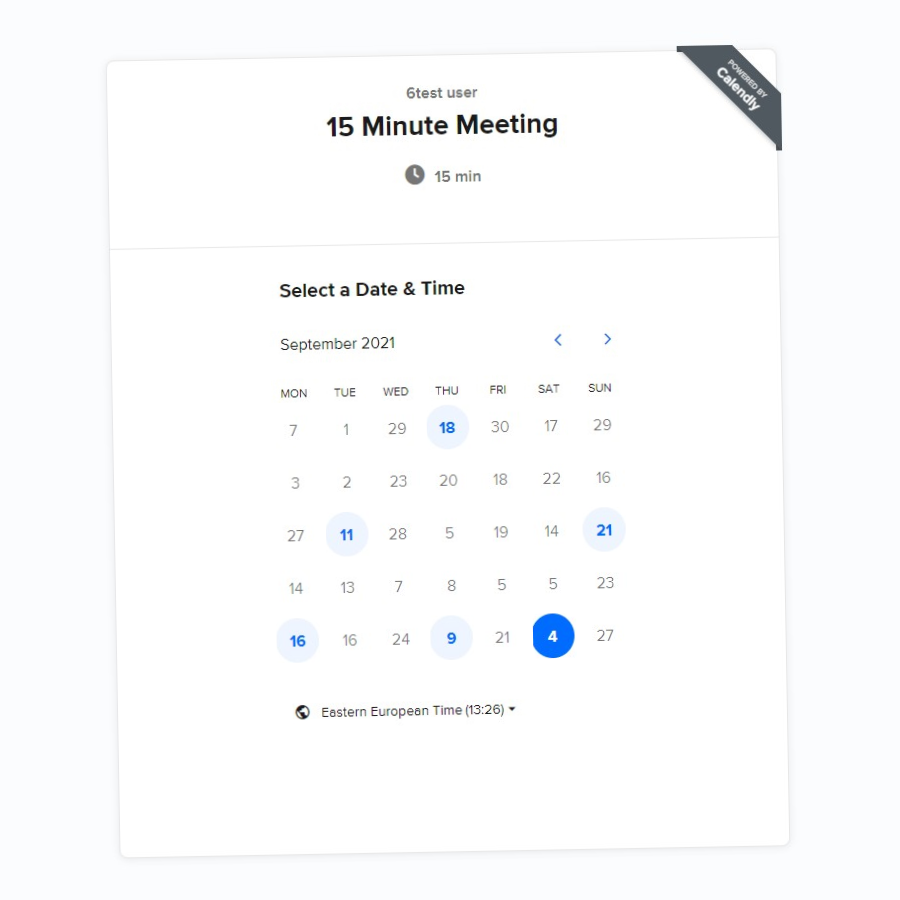 POWERED BY
Calendly
6test user
15 Minute Meeting
15 min
Select a Date & Time
September 2021
MON TUE WED THU FRI SAT SUN
7 1 29 18 30 17 29
3 2 23 20 18 22 16
27 11 28 5 19 14 21
14 13 7 8 5 5 23
16 16 24 9 21 4 27
Eastern European Time (13:26)